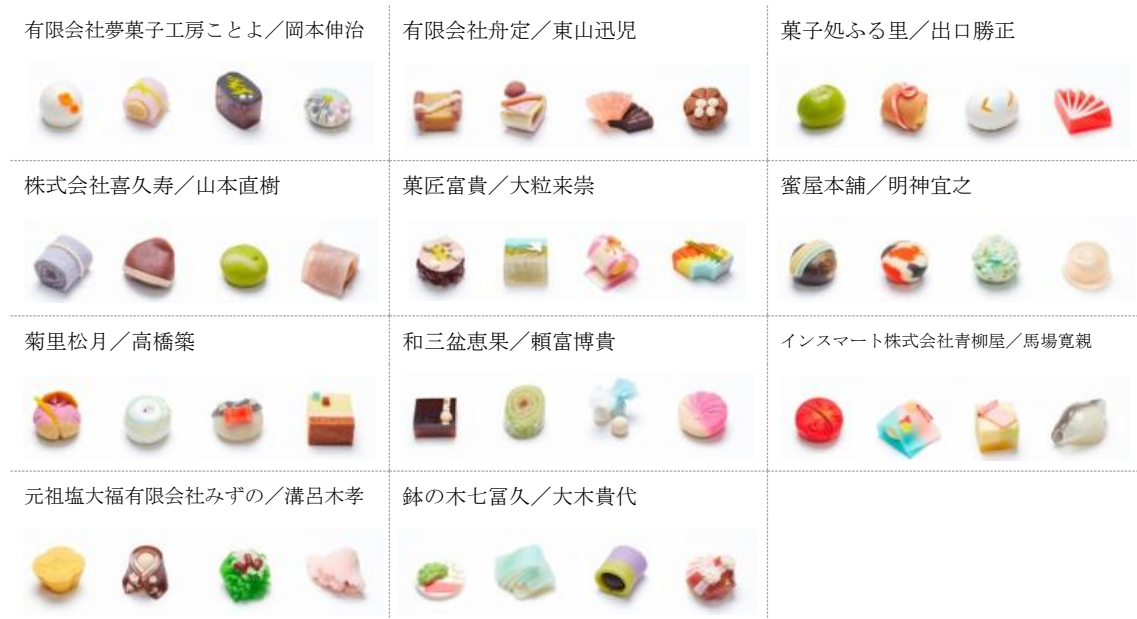 有限会社夢菓子工房ことよ／岡本伸治
有限会社舟定／東山迅児
菓子処ふる里／出口勝正
株式会社喜久寿／山本直樹
菓匠富貴／大粒来崇
蜜屋本舗／明神宜之
菊里松月／高橋築
和三盆恵果／頼富博貴
インスマート株式会社青柳屋／馬場寛親
元祖塩大福有限会社みずの／溝呂木孝
鉢の木七冨久／大木貴代